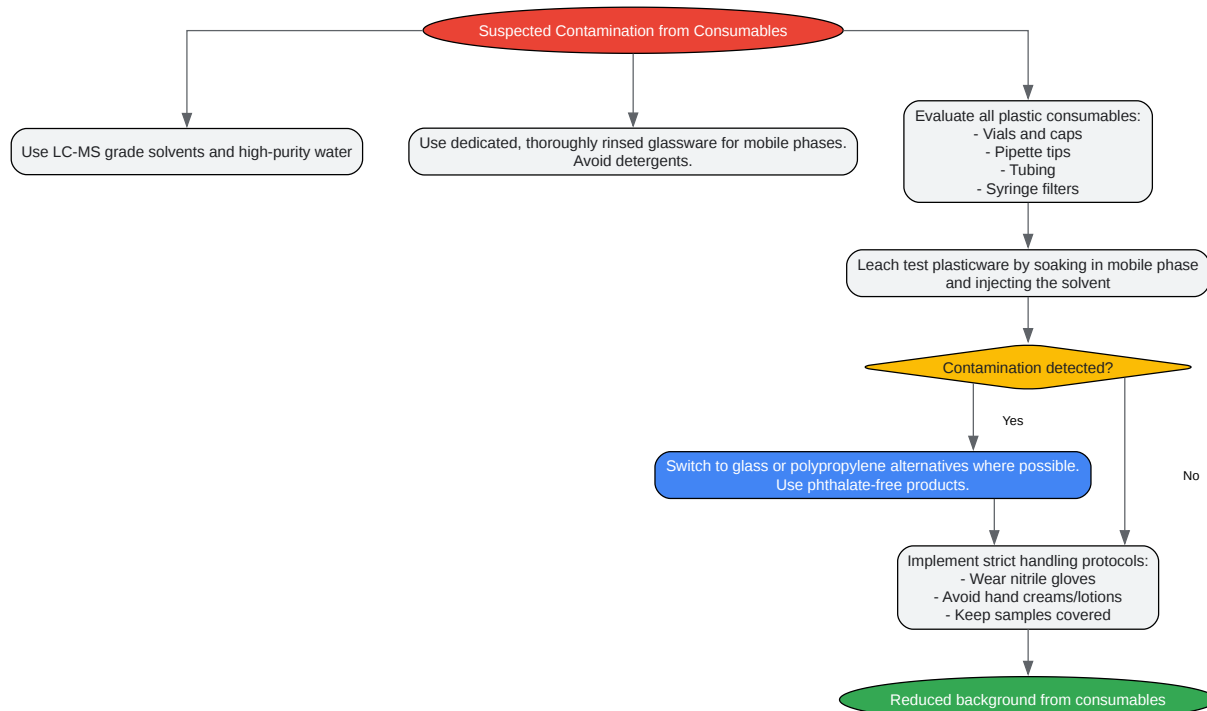 Suspected Contamination from Consumables
Use LC-MS grade solvents and high-purity water
Use dedicated, thoroughly rinsed glassware for mobile phases.
Avoid detergents.
Evaluate all plastic consumables:
- Vials and caps
- Pipette tips
- Tubing
- Syringe filters
Leach test plasticware by soaking in mobile phase
and injecting the solvent
Contamination detected?
Yes
Switch to glass or polypropylene alternatives where possible.
Use phthalate-free products.
No
Implement strict handling protocols:
- Wear nitrile gloves
- Avoid hand creams/lotions
- Keep samples covered
Reduced background from consumables